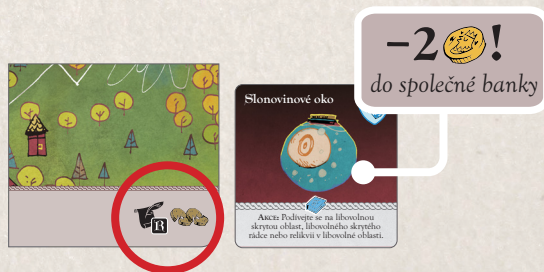 –2!
do společné banky
Slonovinové oko
B
Akce: Podívejte se na libovolnou
skrytou oblast, libovolného skrytého
rádce nebo relikvii v libovolné oblasti.